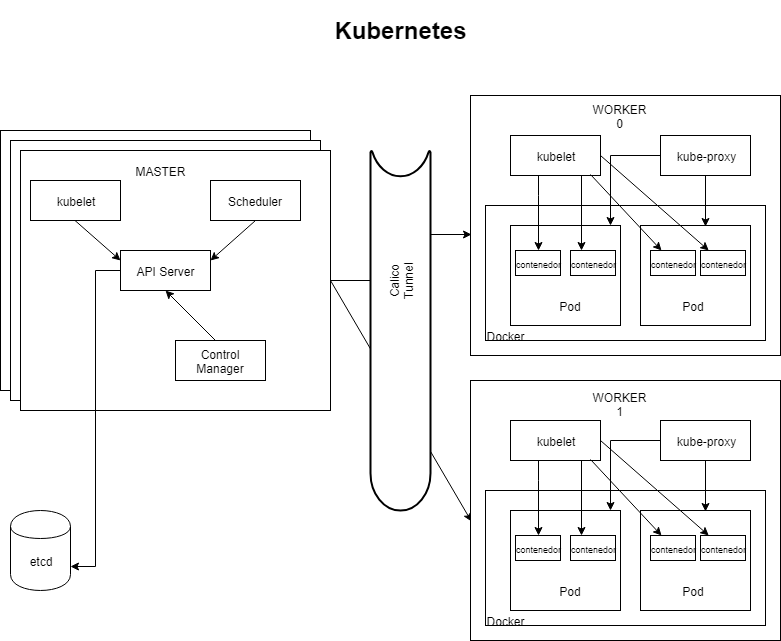 Kubernetes
MASTER
kubelet
Scheduler
API Server
Control
Manager
etcd
Calico
Tunnel
WORKER
0
kubelet
kube-proxy
contenedor
contenedor
contenedor
contenedor
Pod
Pod
Docker
WORKER
1
kubelet
kube-proxy
contenedor
contenedor
contenedor
contenedor
Pod
Pod
Docker